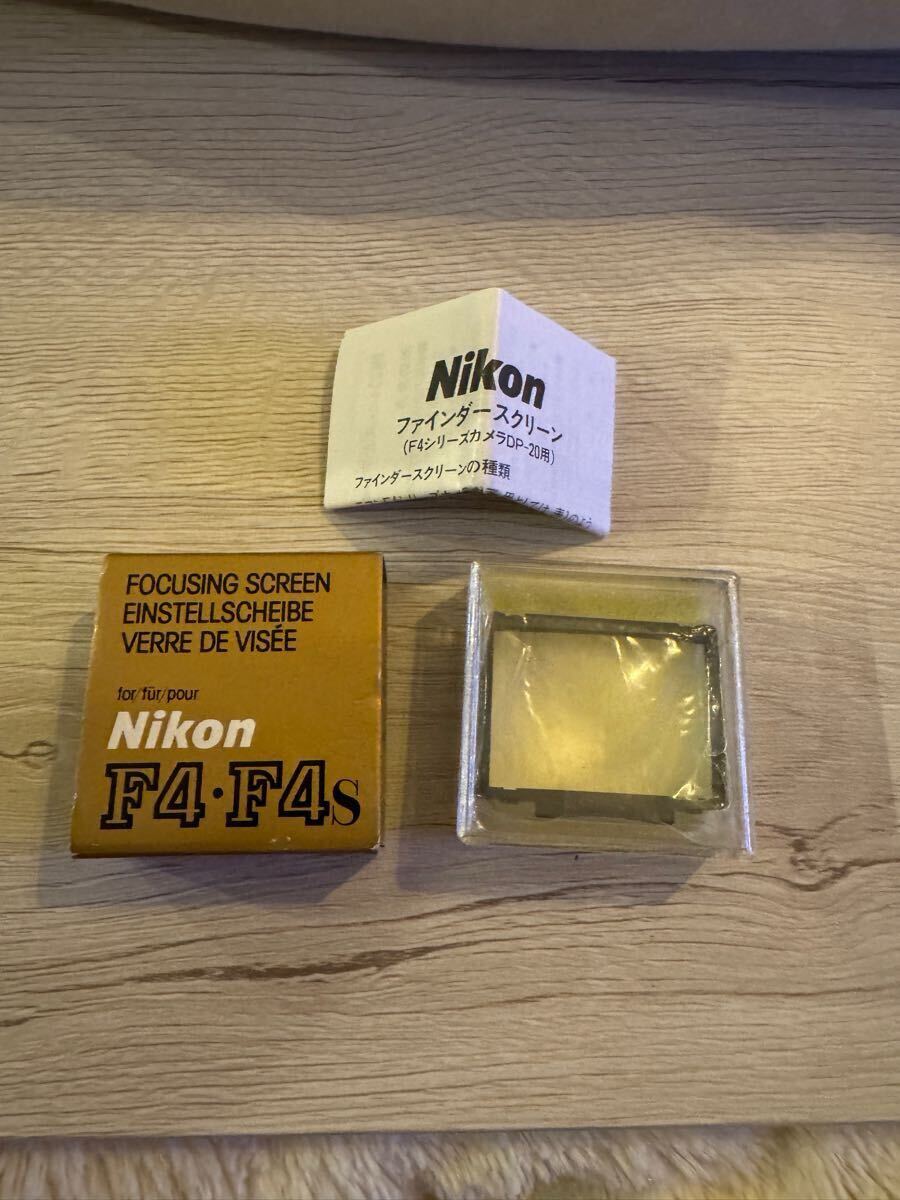 Nikon
ファインダースクリーン
(F4シリーズカメラDP-20用)
ファインダースクリーンの種類
FOCUSING SCREEN
EINSTELLSCHEIBE
VERRE DE VISÉE
for/für/pour
Nikon
F4·F4s